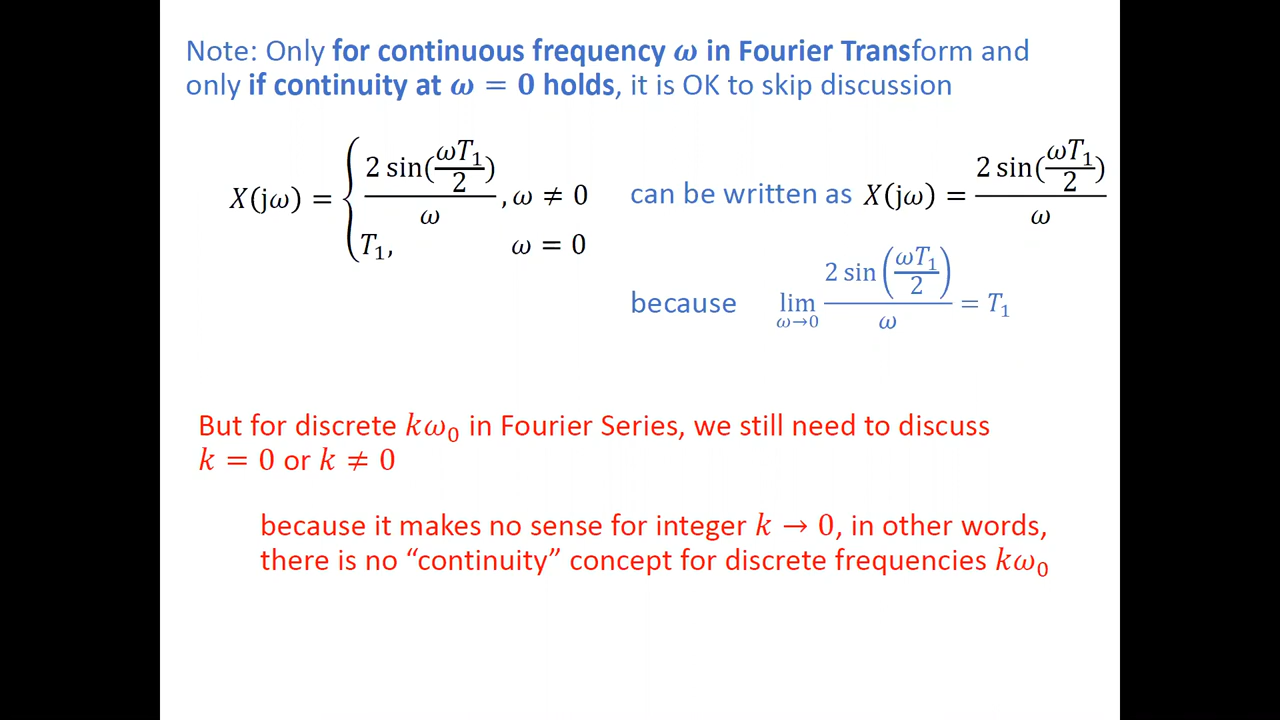 Note: Only for continuous frequency ω in Fourier Transform and
only if continuity at ω = 0 holds, it is OK to skip discussion
X(jω) = { 2 sin(ωT₁/2)/ω , ω ≠ 0
T₁, ω = 0
can be written as X(jω) = 2 sin(ωT₁/2)/ω
because lim ω→0 2 sin(ωT₁/2)/ω = T₁
But for discrete kω₀ in Fourier Series, we still need to discuss
k = 0 or k ≠ 0
because it makes no sense for integer k → 0, in other words,
there is no “continuity” concept for discrete frequencies kω₀